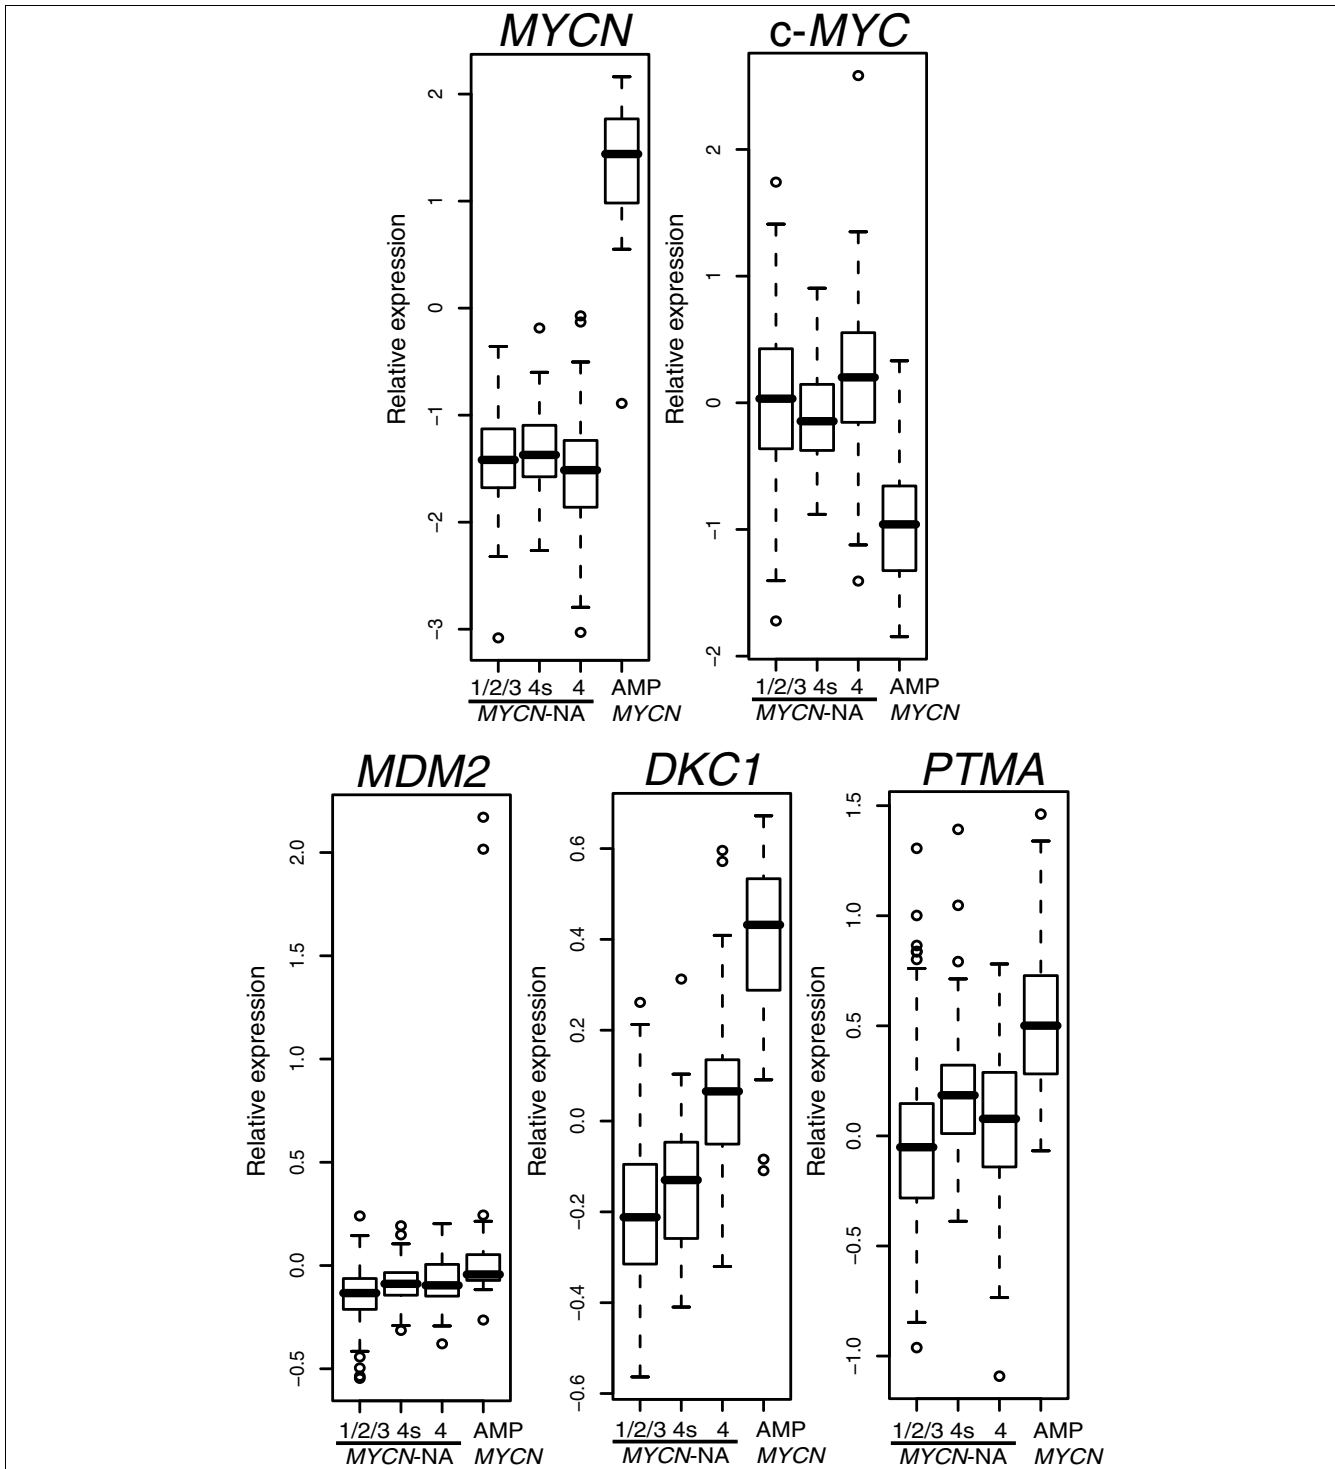 MYCN
c-MYC
Relative expression
2
1
0
−1
−2
−3
1/2/3 4s 4 AMP
MYCN-NA MYCN
Relative expression
2
1
0
−1
−2
1/2/3 4s 4 AMP
MYCN-NA MYCN
MDM2
DKC1
PTMA
Relative expression
2.0
1.5
1.0
0.5
0.0
−0.5
1/2/3 4s 4 AMP
MYCN-NA MYCN
Relative expression
0.6
0.4
0.2
0.0
−0.2
−0.4
−0.6
1/2/3 4s 4 AMP
MYCN-NA MYCN
Relative expression
1.5
1.0
0.5
0.0
−0.5
−1.0
1/2/3 4s 4 AMP
MYCN-NA MYCN